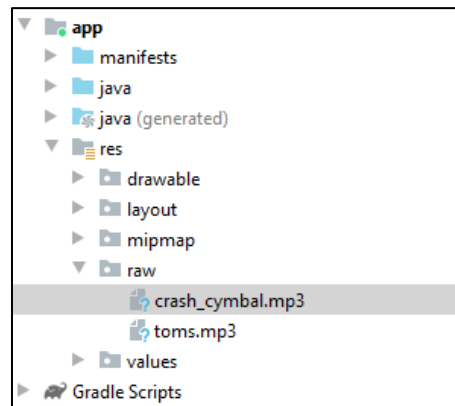 app
manifests
java
java (generated)
res
drawable
layout
mipmap
raw
crash_cymbal.mp3
toms.mp3
values
Gradle Scripts